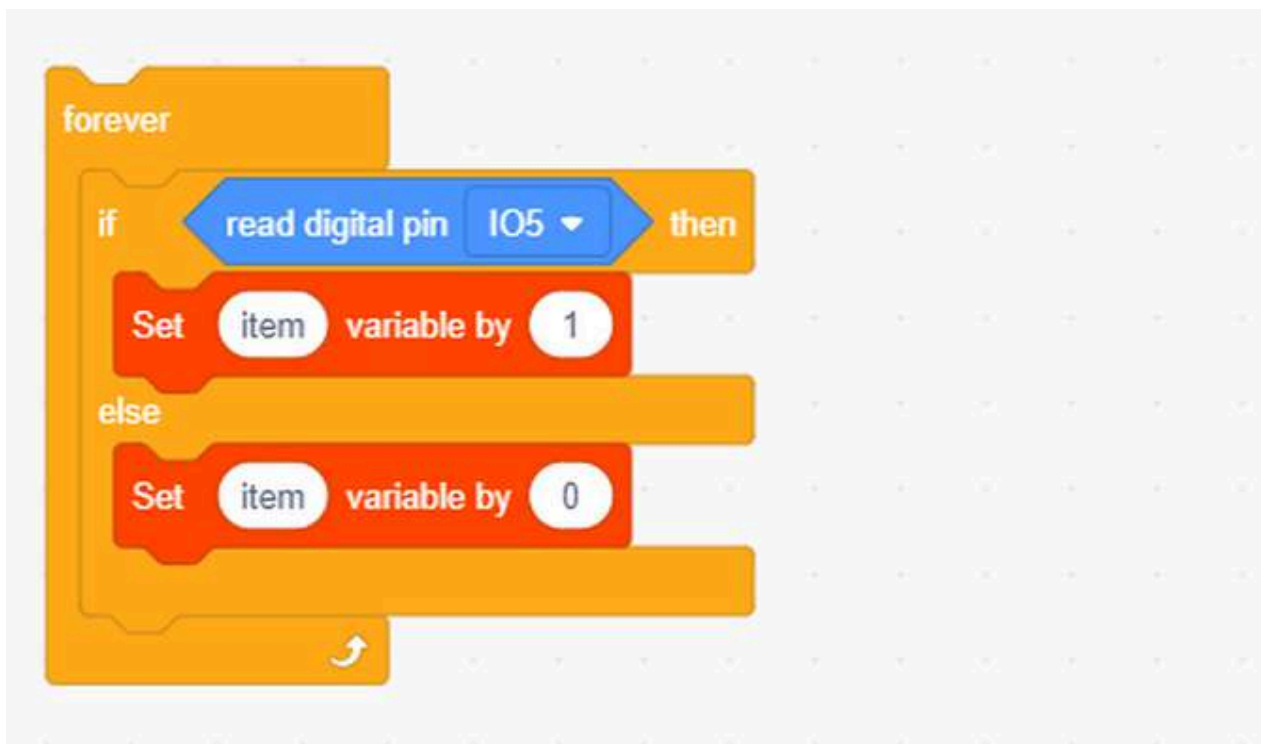 forever
if read digital pin IO5 then
Set item variable by 1
else
Set item variable by 0